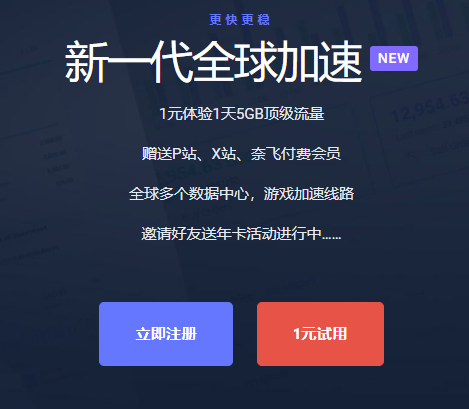 更快更稳
新一代全球加速 NEW
1元体验1天5GB顶级流量
赠送P站、X站、奈飞付费会员
全球多个数据中心，游戏加速线路
邀请好友送年卡活动进行中……
立即注册 1元试用
12,954.65